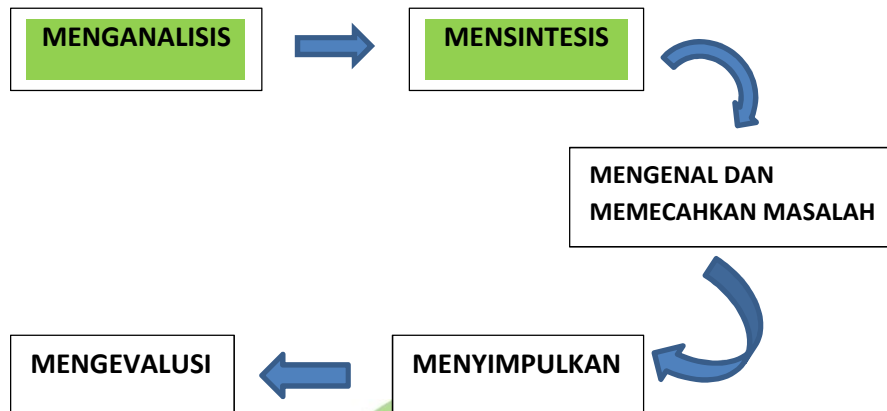 MENGANALISIS
MENSINTESIS
MENGENAL DAN
MEMECAHKAN MASALAH
MENYIMPULKAN
MENGEVALUSI